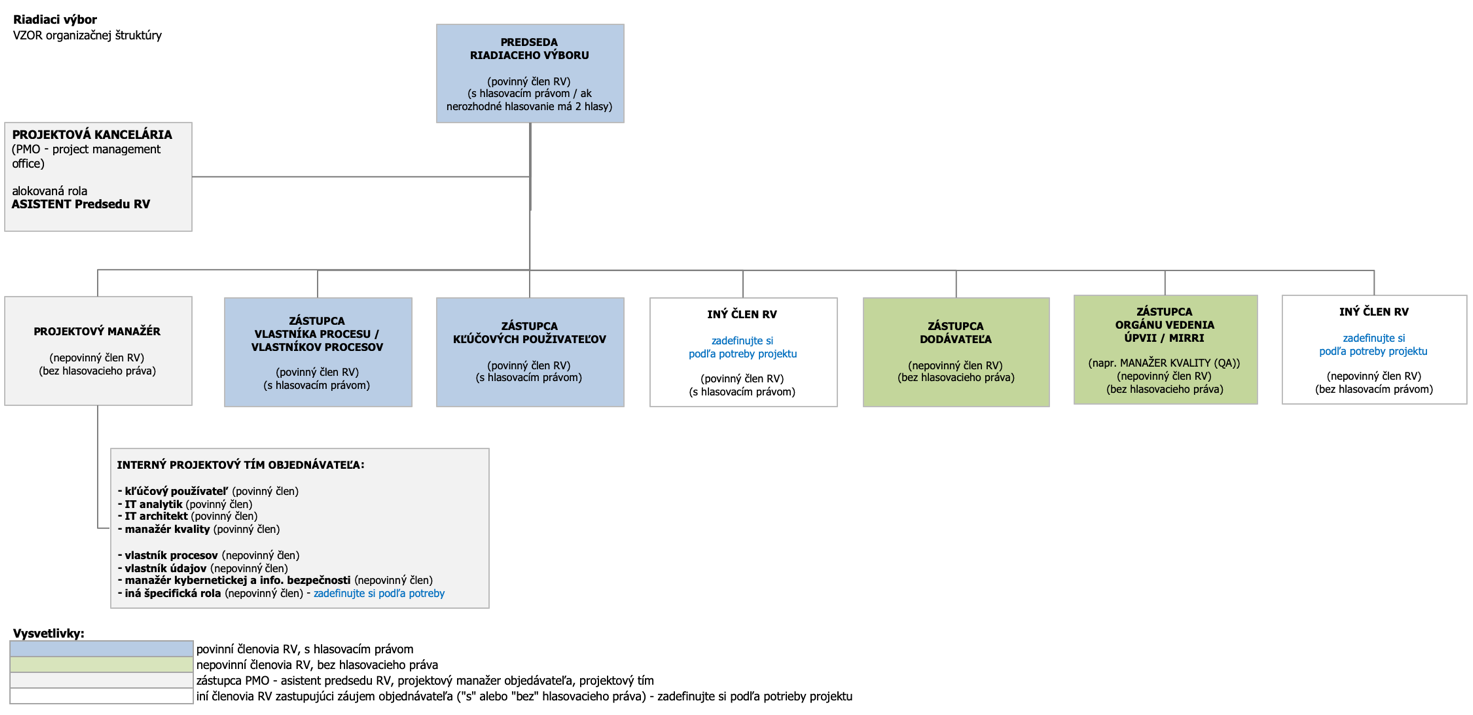 Riadiaci výbor
VZOR organizačnej štruktúry
PREDSEDA
RIADIACEHO VÝBORU
(povinný člen RV)
(s hlasovacím právom / ak
nerozhodné hlasovanie má 2 hlasy)
PROJEKTOVÁ KANCELÁRIA
(PMO - project management
office)
alokovaná rola
ASISTENT Predsedu RV
PROJEKTOVÝ MANAŽÉR
(nepovinný člen RV)
(bez hlasovacieho práva)
ZÁSTUPCA
VLASTNÍKA PROCESU /
VLASTNÍKOV PROCESOV
(povinný člen RV)
(s hlasovacím právom)
ZÁSTUPCA
KĽÚČOVÝCH POUŽIVATEĽOV
(povinný člen RV)
(s hlasovacím právom)
INÝ ČLEN RV
zadefinujte si
podľa potreby projektu
(povinný člen RV)
(s hlasovacím právom)
ZÁSTUPCA
DODÁVATEĽA
(nepovinný člen RV)
(bez hlasovacieho práva)
ZÁSTUPCA
ORGÁNU VEDENIA
ÚPVII / MIRRI
(napr. MANAŽER KVALITY (QA))
(nepovinný člen RV)
(bez hlasovacieho práva)
INÝ ČLEN RV
zadefinujte si
podľa potreby projektu
(nepovinný člen RV)
(bez hlasovacím právom)
INTERNÝ PROJEKTOVÝ TÍM OBJEDNÁVATEĽA:
- kľúčový používateľ (povinný člen)
- IT analytik (povinný člen)
- IT architekt (povinný člen)
- manažér kvality (povinný člen)
- vlastník procesov (nepovinný člen)
- vlastník údajov (nepovinný člen)
- manažér kybernetickej a info. bezpečnosti (nepovinný člen)
- iná špecifická rola (nepovinný člen) - zadefinujte si podľa potreby
Vysvetlivky:
povinní členovia RV, s hlasovacím právom
nepovinní členovia RV, bez hlasovacieho práva
zástupca PMO - asistent predsedu RV, projektový manažer objedávateľa, projektový tím
iní členovia RV zastupujúci záujem objednávateľa ("s" alebo "bez" hlasovacieho práva) - zadefinujte si podľa potrieby projektu